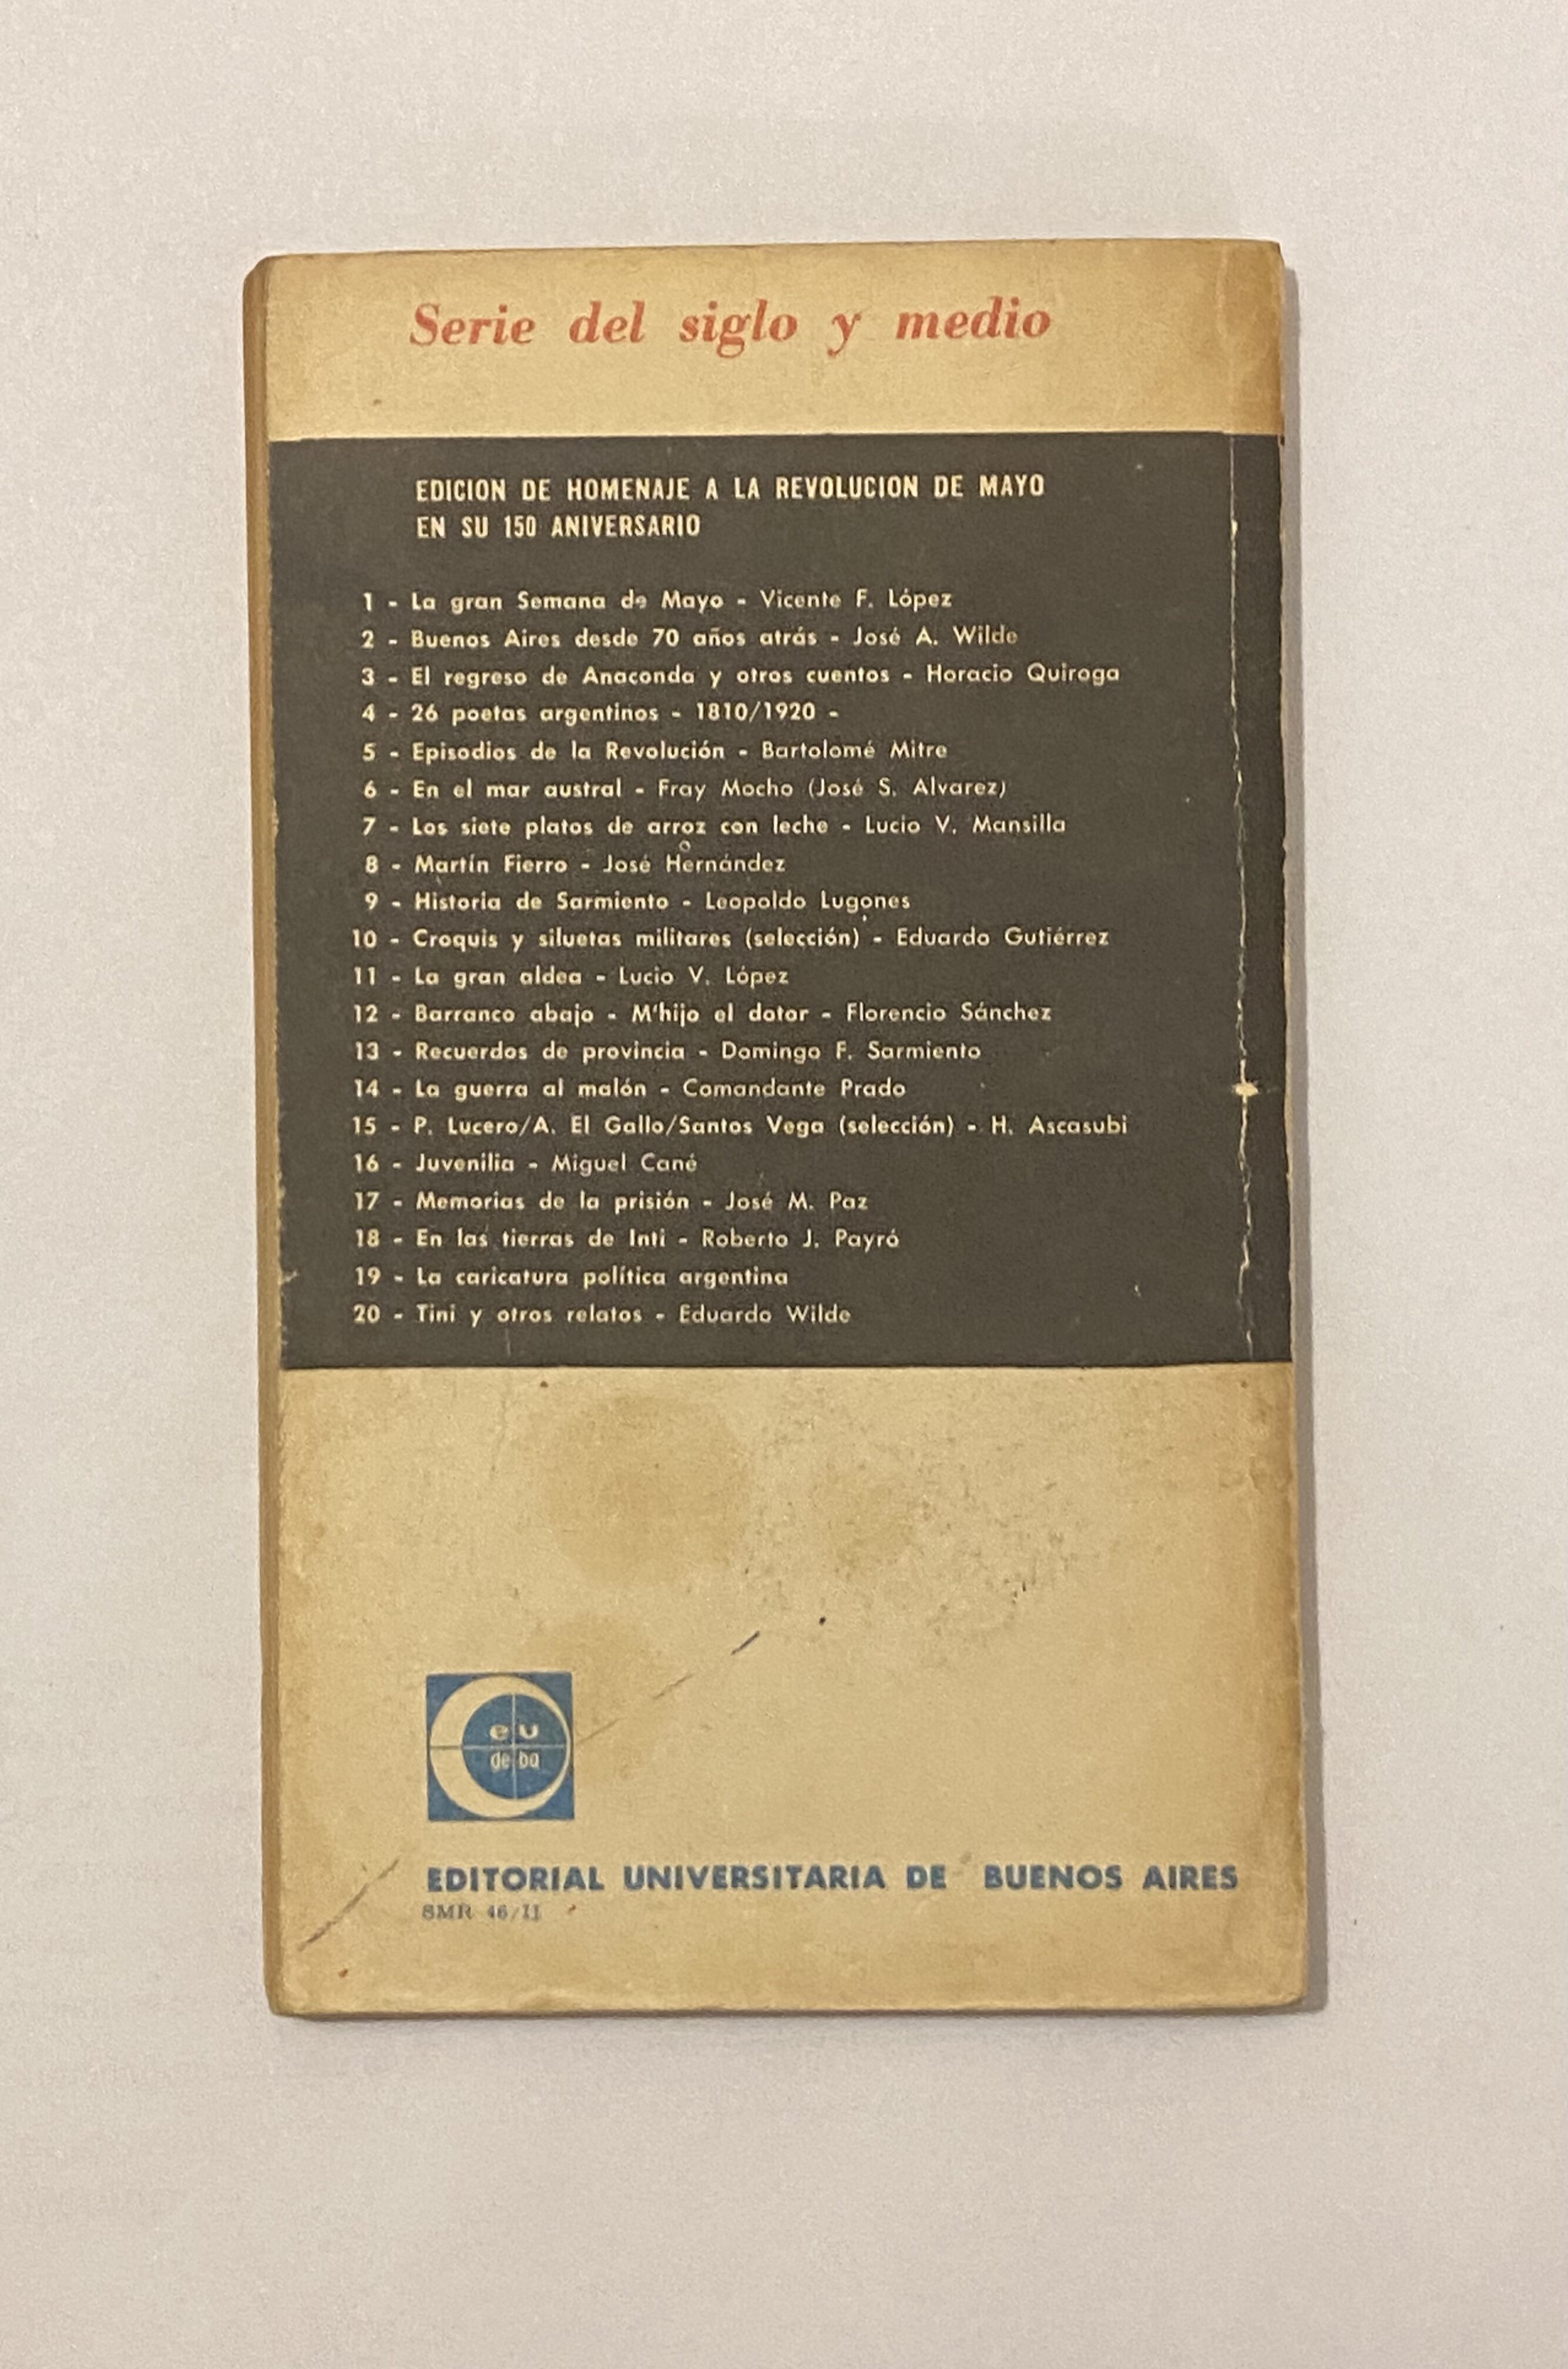 Serie del siglo y medio
EDICION DE HOMENAJE A LA REVOLUCION DE MAYO
EN SU 150 ANIVERSARIO
1 - La gran Semana de Mayo - Vicente F. López
2 - Buenos Aires desde 70 años atrás - José A. Wilde
3 - El regreso de Anaconda y otros cuentos - Horacio Quiroga
4 - 26 poetas argentinos - 1810/1920 -
5 - Episodios de la Revolución - Bartolomé Mitre
6 - En el mar austral - Fray Mocho (José S. Alvarez)
7 - Los siete platos de arroz con leche - Lucio V. Mansilla
8 - Martín Fierro - José Hernández
9 - Historia de Sarmiento - Leopoldo Lugones
10 - Croquis y siluetas militares (selección) - Eduardo Gutiérrez
11 - La gran aldea - Lucio V. López
12 - Barranco abajo - M'hijo el dotor - Florencio Sánchez
13 - Recuerdos de provincia - Domingo F. Sarmiento
14 - La guerra al malón - Comandante Prado
15 - P. Lucero/A. El Gallo/Santos Vega (selección) - H. Ascasubi
16 - Juvenilia - Miguel Cané
17 - Memorias de la prisión - José M. Paz
18 - En las tierras de Inti - Roberto J. Payró
19 - La caricatura política argentina
20 - Tini y otros relatos - Eduardo Wilde
eu
deba
EDITORIAL UNIVERSITARIA DE BUENOS AIRES
SMR 46/II